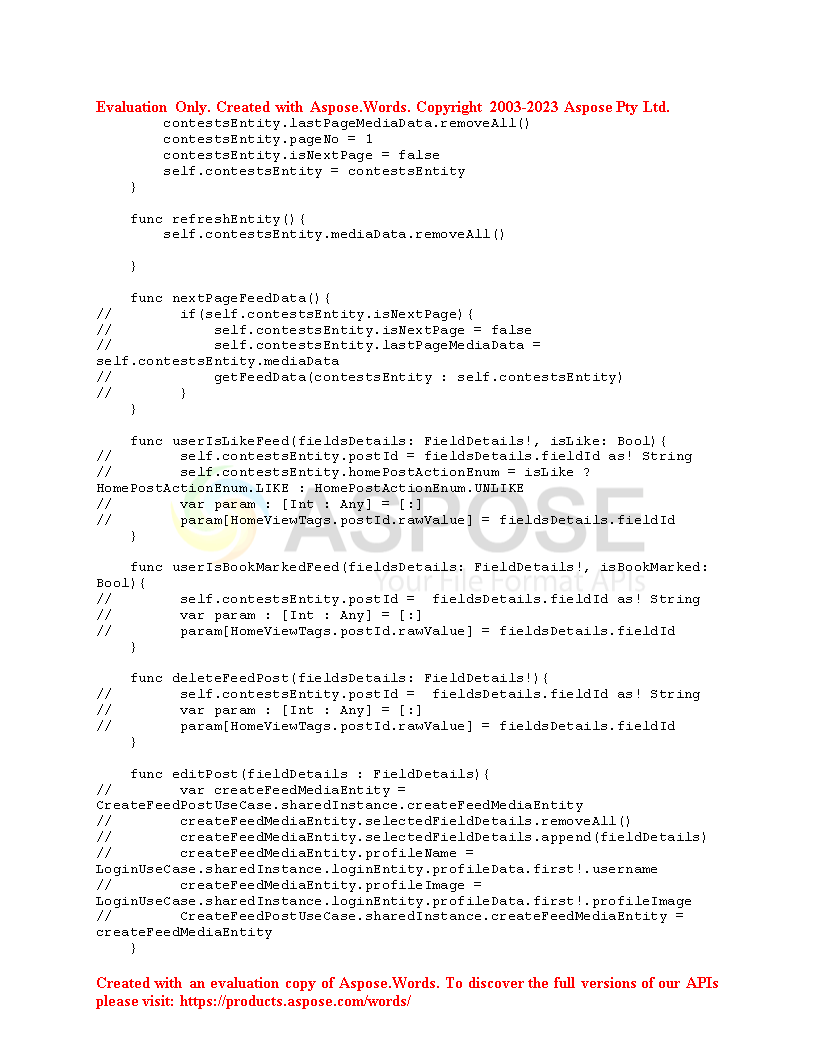 Evaluation Only. Created with Aspose.Words. Copyright 2003-2023 Aspose Pty Ltd.
        contestsEntity.lastPageMediaData.removeAll()
        contestsEntity.pageNo = 1
        contestsEntity.isNextPage = false
        self.contestsEntity = contestsEntity
    }
    func refreshEntity(){
        self.contestsEntity.mediaData.removeAll()
    }
    func nextPageFeedData(){
//        if(self.contestsEntity.isNextPage){
//            self.contestsEntity.isNextPage = false
//            self.contestsEntity.lastPageMediaData =
self.contestsEntity.mediaData
//            getFeedData(contestsEntity : self.contestsEntity)
//        }
    }
    func userIsLikeFeed(fieldsDetails: FieldDetails!, isLike: Bool){
//        self.contestsEntity.postId = fieldsDetails.fieldId as! String
//        self.contestsEntity.homePostActionEnum = isLike ?
HomePostActionEnum.LIKE : HomePostActionEnum.UNLIKE
//        var param : [Int : Any] = [:]
//        param[HomeViewTags.postId.rawValue] = fieldsDetails.fieldId
    }
ASPOSE
Your File Format APIs
    func userIsBookMarkedFeed(fieldsDetails: FieldDetails!, isBookMarked:
Bool){
//        self.contestsEntity.postId =  fieldsDetails.fieldId as! String
//        var param : [Int : Any] = [:]
//        param[HomeViewTags.postId.rawValue] = fieldsDetails.fieldId
    }
    func deleteFeedPost(fieldsDetails: FieldDetails!){
//        self.contestsEntity.postId =  fieldsDetails.fieldId as! String
//        var param : [Int : Any] = [:]
//        param[HomeViewTags.postId.rawValue] = fieldsDetails.fieldId
    }
    func editPost(fieldDetails : FieldDetails){
//        var createFeedMediaEntity =
CreateFeedPostUseCase.sharedInstance.createFeedMediaEntity
//        createFeedMediaEntity.selectedFieldDetails.removeAll()
//        createFeedMediaEntity.selectedFieldDetails.append(fieldDetails)
//        createFeedMediaEntity.profileName =
LoginUseCase.sharedInstance.loginEntity.profileData.first!.username
//        createFeedMediaEntity.profileImage =
LoginUseCase.sharedInstance.loginEntity.profileData.first!.profileImage
//        CreateFeedPostUseCase.sharedInstance.createFeedMediaEntity =
createFeedMediaEntity
    }
Created with an evaluation copy of Aspose.Words. To discover the full versions of our APIs
please visit: https://products.aspose.com/words/